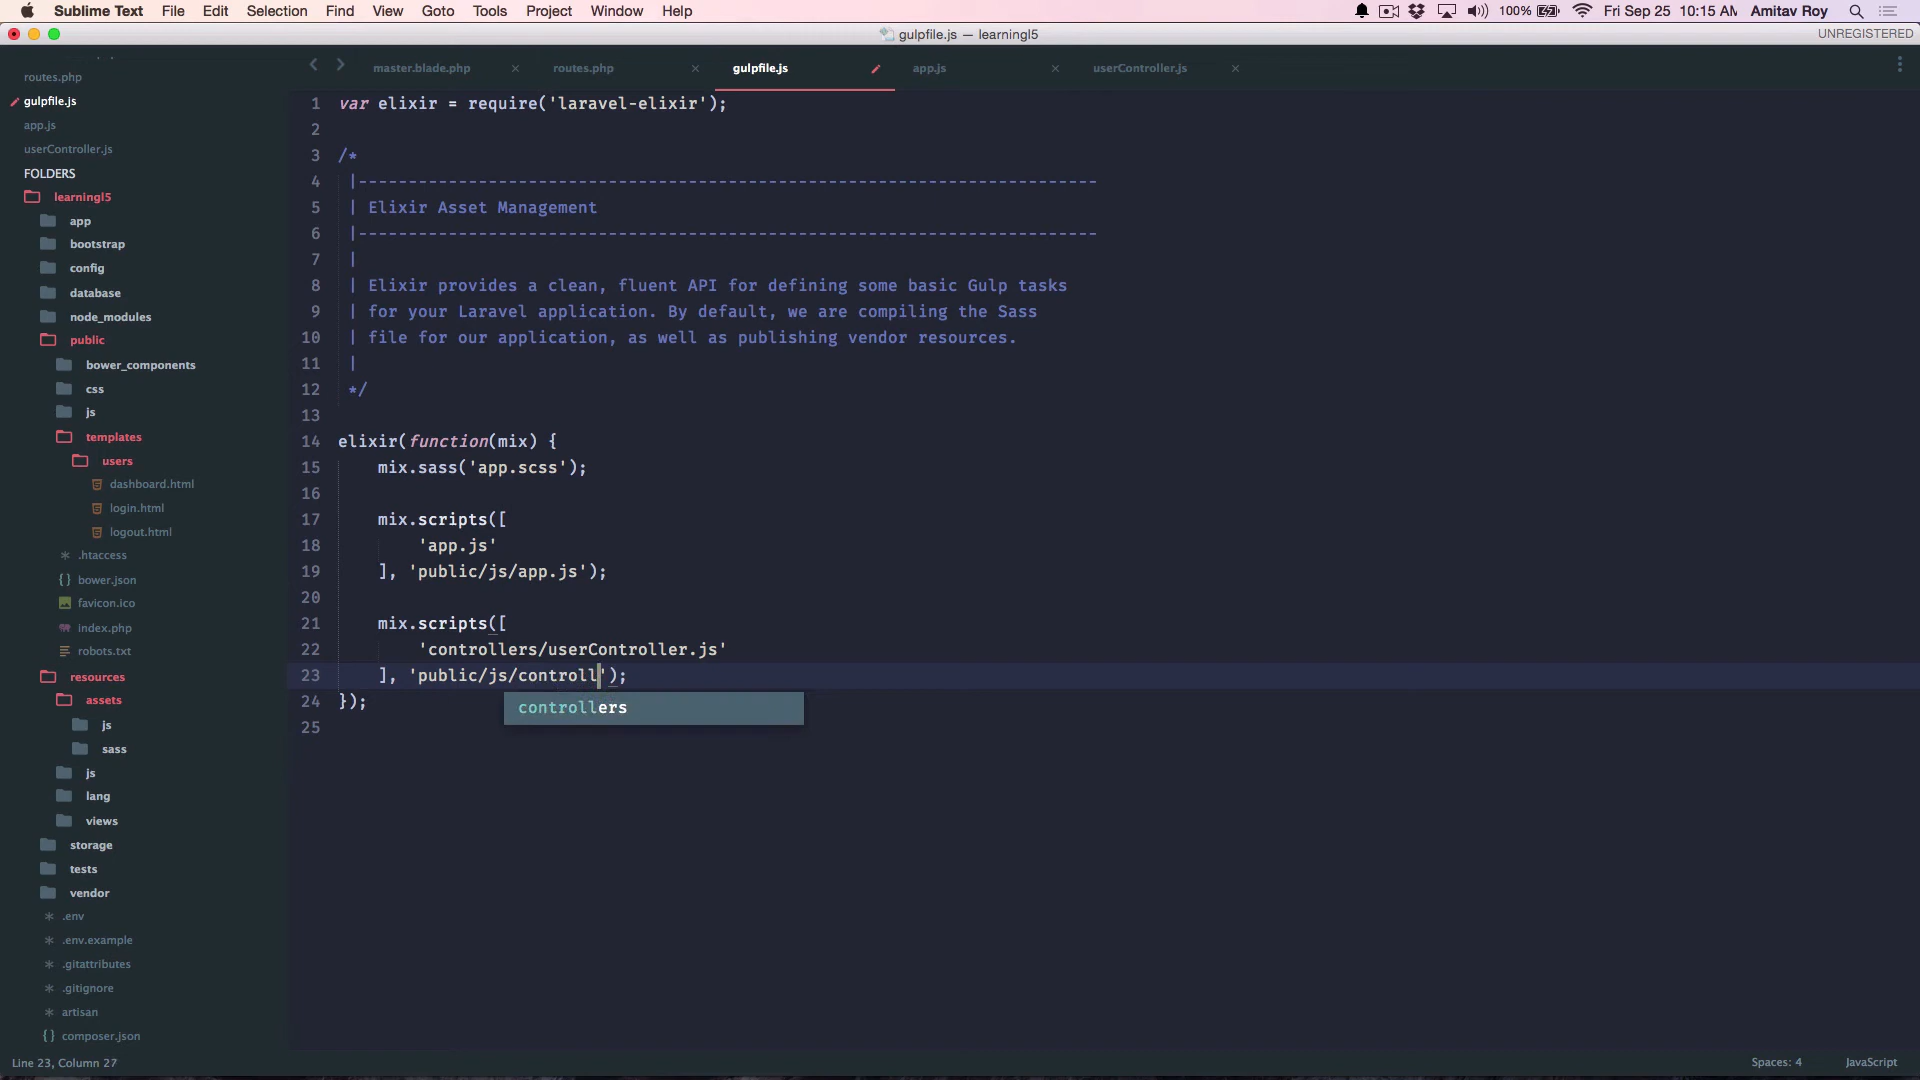 Sublime Text File Edit Selection Find View Goto Tools Project Window Help 100% Fri Sep 25 10:15 AM Amitav Roy
gulpfile.js — learningl5 UNREGISTERED
master.blade.php × routes.php × gulpfile.js app.js × userController.js ×
routes.php
gulpfile.js
app.js
userController.js
FOLDERS
learningl5
app
bootstrap
config
database
node_modules
public
bower_components
css
js
templates
users
dashboard.html
login.html
logout.html
.htaccess
bower.json
favicon.ico
index.php
robots.txt
resources
assets
js
sass
js
lang
views
storage
tests
vendor
.env
.env.example
.gitattributes
.gitignore
artisan
composer.json
1 var elixir = require('laravel-elixir');
2
3 /*
4 |--------------------------------------------------------------------------
5 | Elixir Asset Management
6 |--------------------------------------------------------------------------
7 |
8 | Elixir provides a clean, fluent API for defining some basic Gulp tasks
9 | for your Laravel application. By default, we are compiling the Sass
10 | file for our application, as well as publishing vendor resources.
11 |
12 */
13
14 elixir(function(mix) {
15 mix.sass('app.scss');
16
17 mix.scripts([
18 'app.js'
19 ], 'public/js/app.js');
20
21 mix.scripts([
22 'controllers/userController.js'
23 ], 'public/js/controll');
24 });
controllers
25
Line 23, Column 27 Spaces: 4 JavaScript